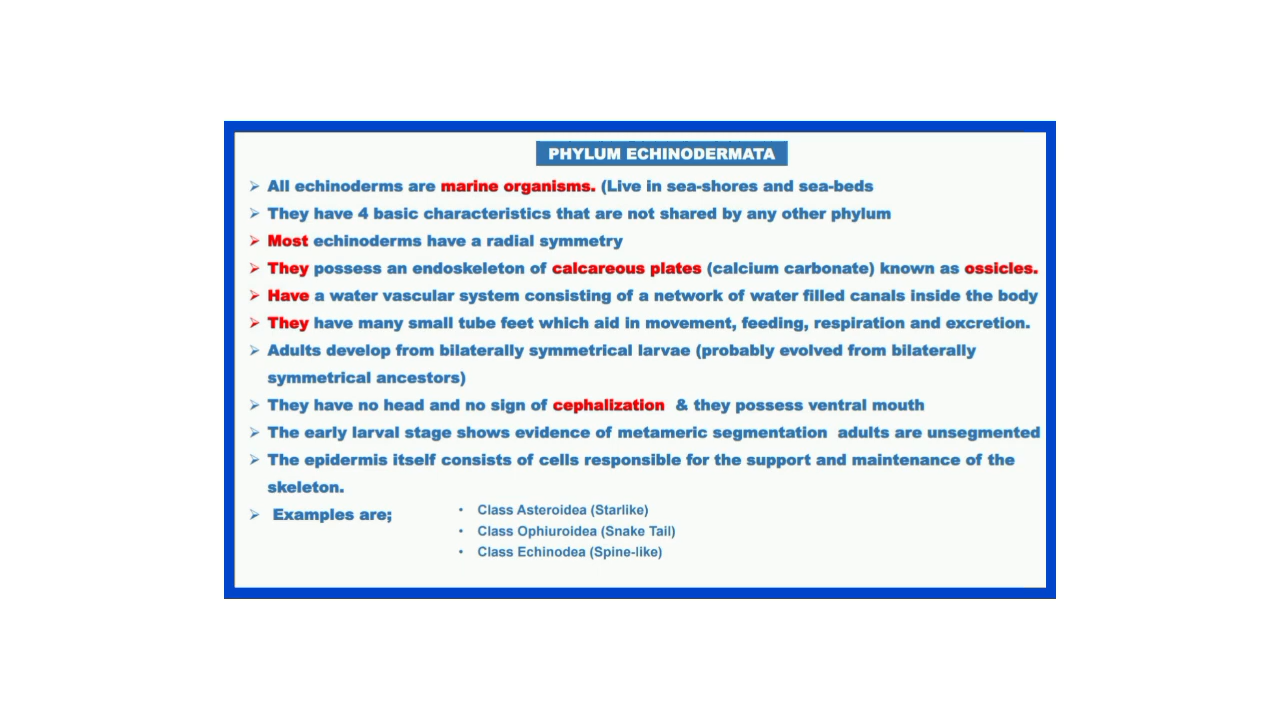 PHYLUM ECHINODERMATA
➢ All echinoderms are marine organisms. (Live in sea-shores and sea-beds
➢ They have 4 basic characteristics that are not shared by any other phylum
➢ Most echinoderms have a radial symmetry
➢ They possess an endoskeleton of calcareous plates (calcium carbonate) known as ossicles.
➢ Have a water vascular system consisting of a network of water filled canals inside the body
➢ They have many small tube feet which aid in movement, feeding, respiration and excretion.
➢ Adults develop from bilaterally symmetrical larvae (probably evolved from bilaterally
symmetrical ancestors)
➢ They have no head and no sign of cephalization & they possess ventral mouth
➢ The early larval stage shows evidence of metameric segmentation adults are unsegmented
➢ The epidermis itself consists of cells responsible for the support and maintenance of the
skeleton.
➢ Examples are;
• Class Asteroidea (Starlike)
• Class Ophiuroidea (Snake Tail)
• Class Echinodea (Spine-like)